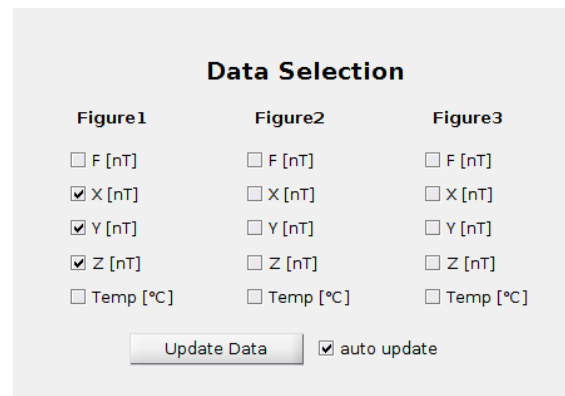 Data Selection
Figure1 Figure2 Figure3
F [nT] F [nT] F [nT]
X [nT] X [nT] X [nT]
Y [nT] Y [nT] Y [nT]
Z [nT] Z [nT] Z [nT]
Temp [°C] Temp [°C] Temp [°C]
Update Data auto update